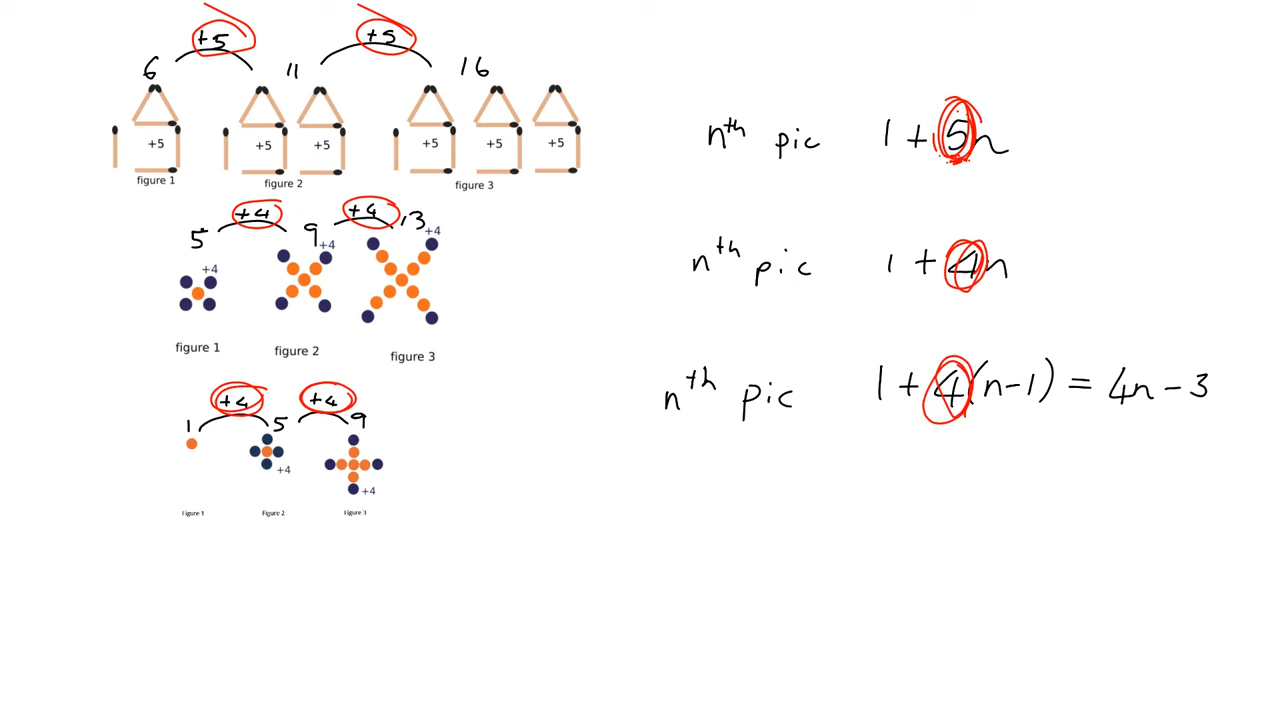 +5 +5
6 11 16
+5 +5 +5 +5 +5 +5
figure 1 figure 2 figure 3
nth pic 1 + 5n
+4 +4
5 9 13
+4 +4 +4
figure 1 figure 2 figure 3
nth pic 1 + 4n
+4 +4
1 5 9
+4 +4
Figure 1 Figure 2 Figure 3
nth pic 1 + 4(n-1) = 4n - 3